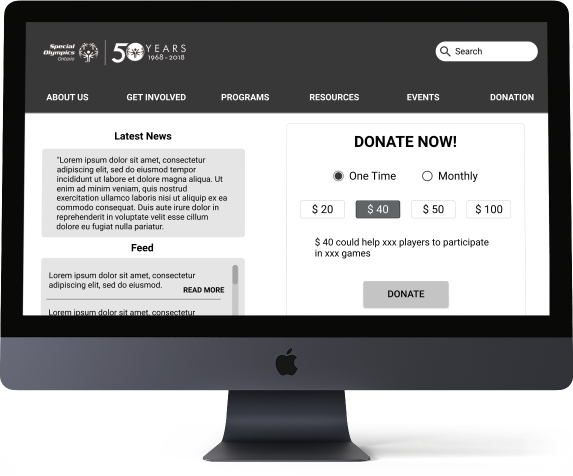 Special
Olympics
Ontario
50 YEARS
1968-2018
Search
ABOUT US
GET INVOLVED
PROGRAMS
RESOURCES
EVENTS
DONATION
Latest News
"Lorem ipsum dolor sit amet, consectetur
adipiscing elit, sed do eiusmod tempor
incididunt ut labore et dolore magna aliqua. Ut
enim ad minim veniam, quis nostrud
exercitation ullamco laboris nisi ut aliquip ex ea
commodo consequat. Duis aute irure dolor in
reprehenderit in voluptate velit esse cillum
dolore eu fugiat nulla pariatur.
Feed
Lorem ipsum dolor sit amet, consectetur
adipiscing elit, sed do eiusmod.
READ MORE
Lorem ipsum dolor sit amet, consectetur
DONATE NOW!
One Time
Monthly
$ 20
$ 40
$ 50
$ 100
$ 40 could help xxx players to participate
in xxx games
DONATE